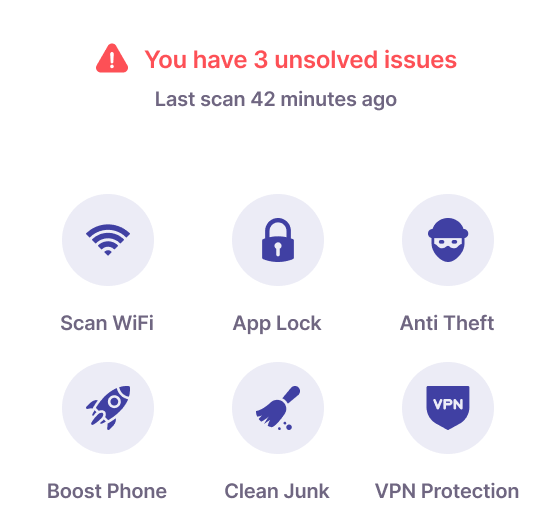 You have 3 unsolved issues
Last scan 42 minutes ago
Scan WiFi
App Lock
Anti Theft
VPN
Boost Phone
Clean Junk
VPN Protection